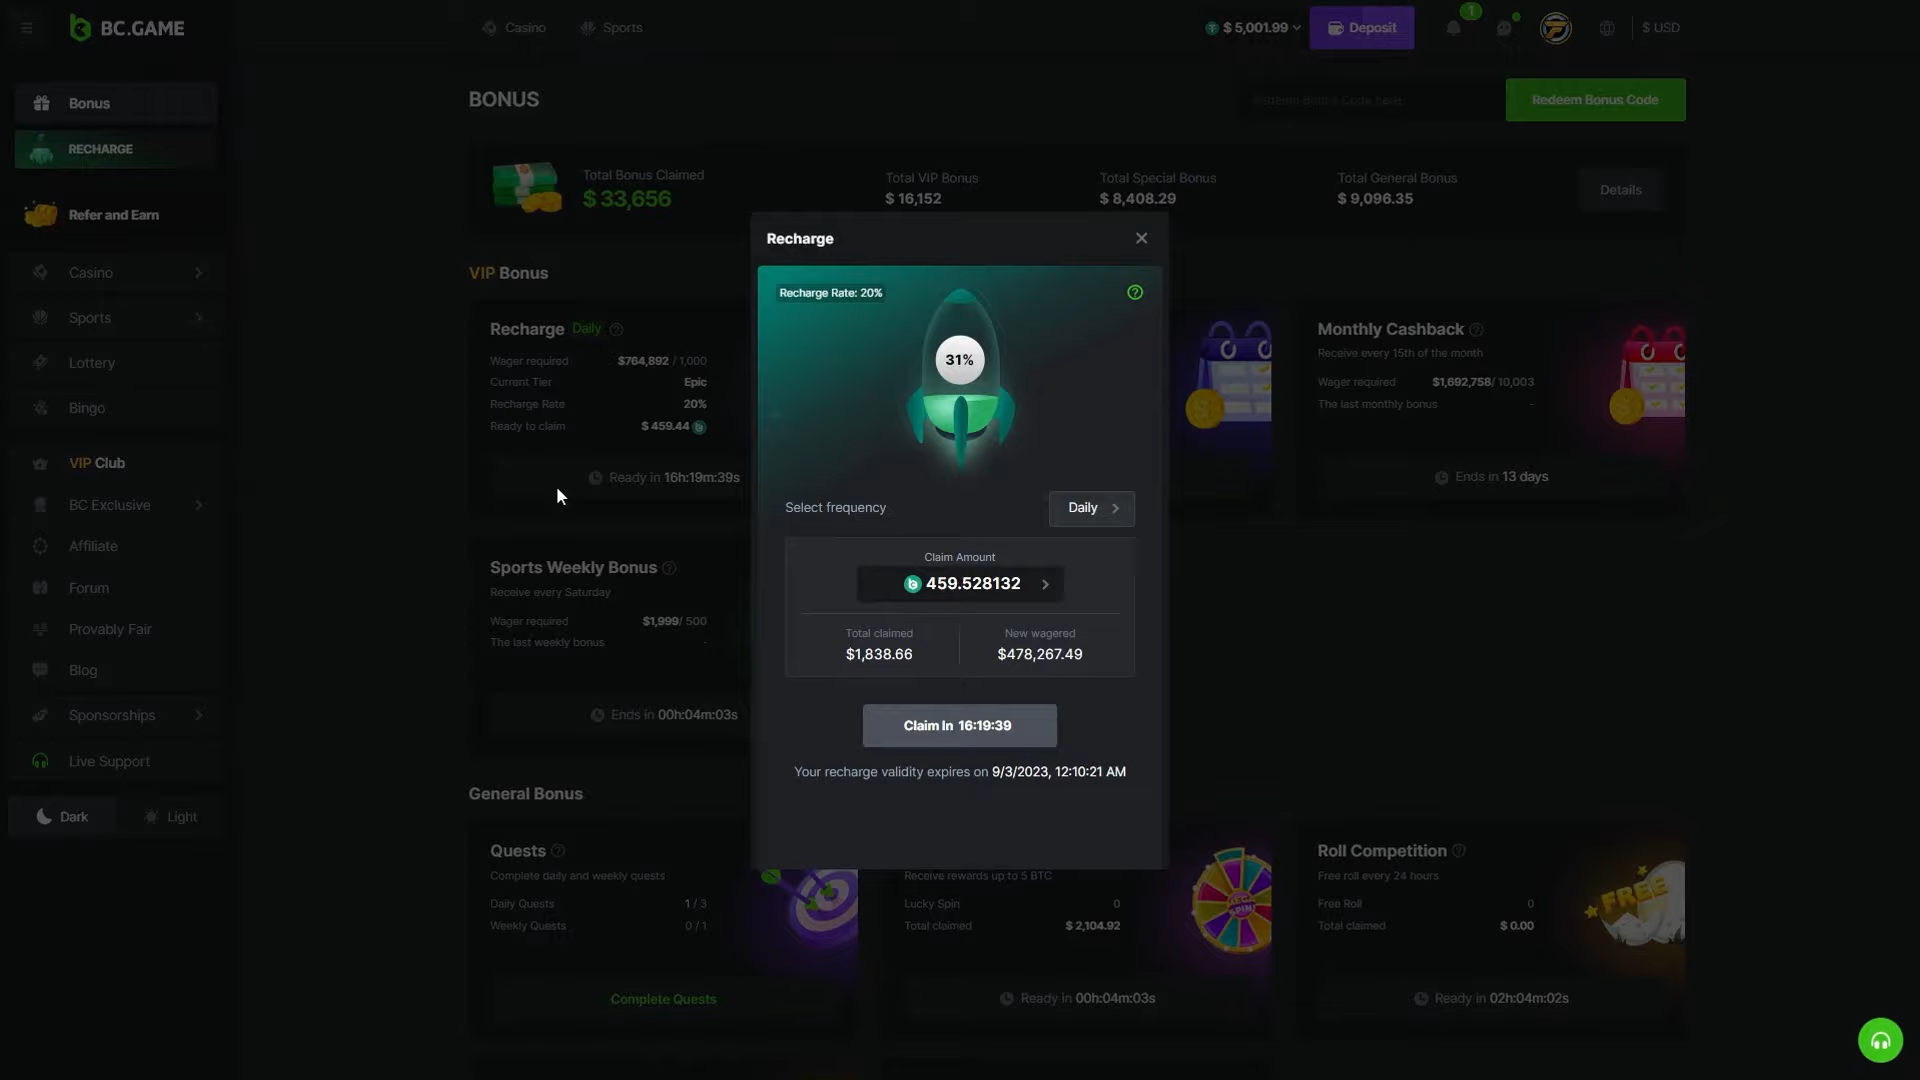 BC.GAME
Casino
Sports
$ 5,001.99
Deposit
1
$ USD
Bonus
RECHARGE
Refer and Earn
Casino
Sports
Lottery
Bingo
VIP Club
BC Exclusive
Affiliate
Forum
Provably Fair
Blog
Sponsorships
Live Support
Dark
Light
BONUS
Redeem Bonus Code here
Redeem Bonus Code
Total Bonus Claimed
$ 33,656
Total VIP Bonus
$ 16,152
Total Special Bonus
$ 8,408.29
Total General Bonus
$ 9,096.35
Details
VIP Bonus
Recharge Daily
Wager required $764,892 / 1,000
Current Tier Epic
Recharge Rate 20%
Ready to claim $ 459.44
Ready in 16h:19m:39s
Monthly Cashback
Receive every 15th of the month
Wager required $1,692,758/ 10,003
The last monthly bonus -
Ends in 13 days
Sports Weekly Bonus
Receive every Saturday
Wager required $1,999/ 500
The last weekly bonus -
Ends in 00h:04m:03s
Recharge
Recharge Rate: 20%
31%
Select frequency
Daily
Claim Amount
459.528132
Total claimed
$1,838.66
New wagered
$478,267.49
Claim In 16:19:39
Your recharge validity expires on 9/3/2023, 12:10:21 AM
General Bonus
Quests
Complete daily and weekly quests
Daily Quests 1 / 3
Weekly Quests 0 / 1
Complete Quests
Receive rewards up to 5 BTC
Lucky Spin 0
Total claimed $ 2,104.92
MEGA
SPIN!
Ready in 00h:04m:03s
Roll Competition
Free roll every 24 hours
Free Roll 0
Total claimed $ 0.00
FREE
Ready in 02h:04m:02s